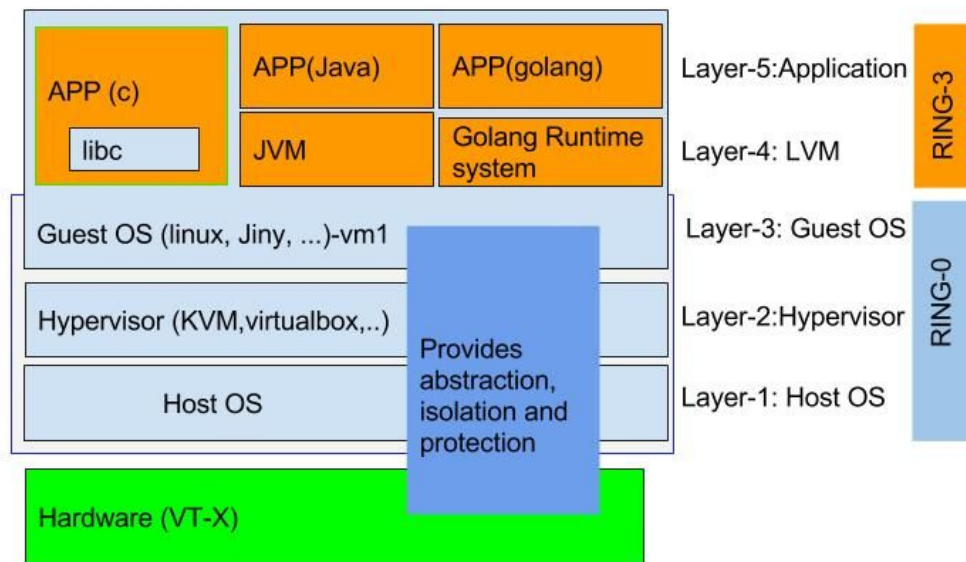 APP (c)
libc
APP(Java)
APP(golang)
Layer-5:Application
JVM
Golang Runtime
system
Layer-4: LVM
RING-3
Guest OS (linux, Jiny, ...)-vm1
Layer-3: Guest OS
Hypervisor (KVM,virtualbox,..)
Layer-2:Hypervisor
RING-0
Provides
abstraction,
isolation and
protection
Host OS
Layer-1: Host OS
Hardware (VT-X)